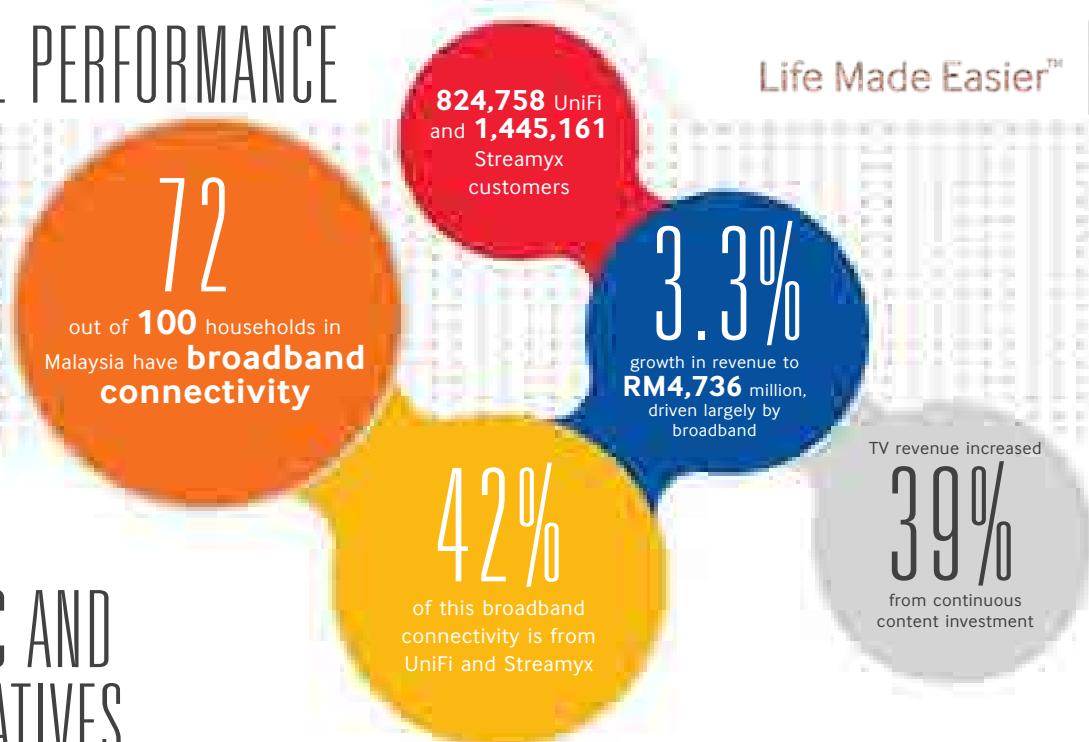 PERFORMANCE
Life Made Easier™
824,758 UniFi
and 1,445,161
Streamyx
customers
72
out of 100 households in
Malaysia have broadband
connectivity
3.3%
growth in revenue to
RM4,736 million,
driven largely by
broadband
TV revenue increased
39%
from continuous
content investment
42%
of this broadband
connectivity is from
UniFi and Streamyx
AND